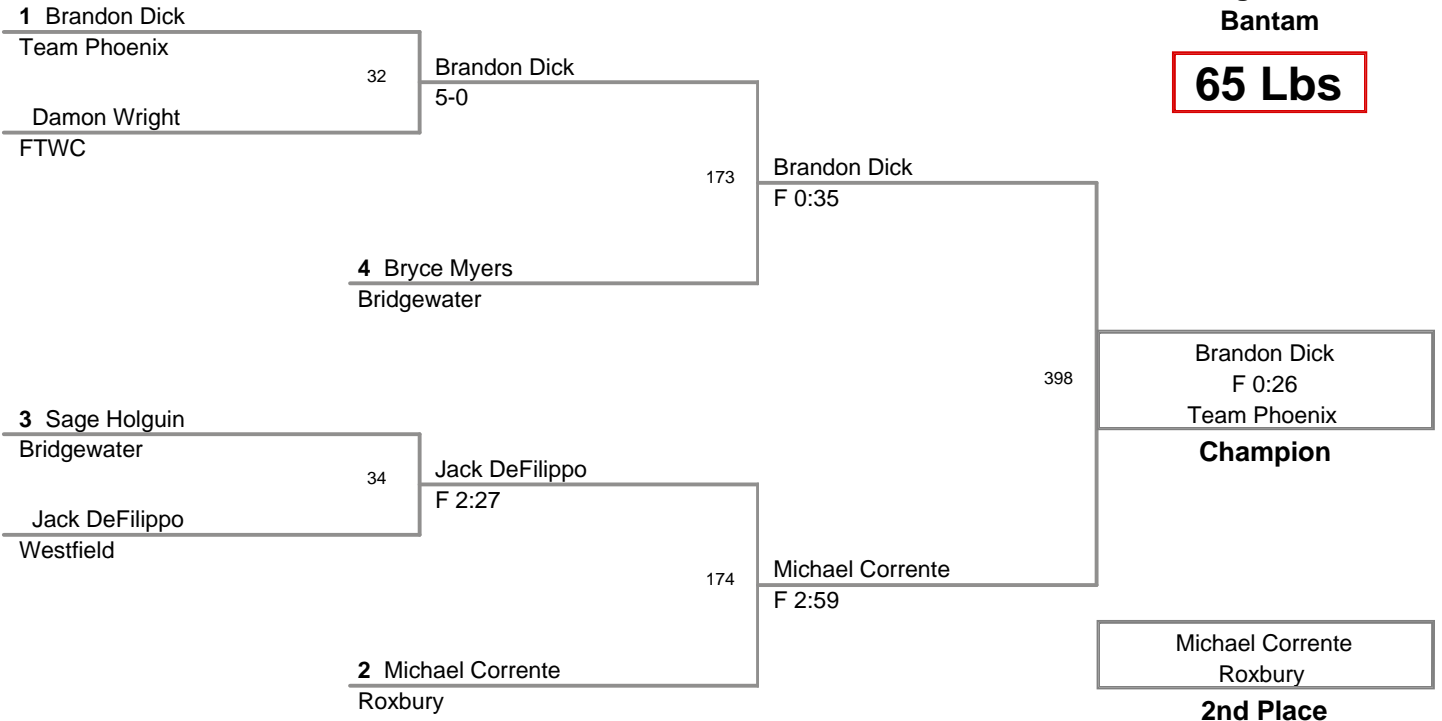 Bantam
65 Lbs
1 Brandon Dick
Team Phoenix
32
Damon Wright
FTWC
Brandon Dick
5-0
173
4 Bryce Myers
Bridgewater
Brandon Dick
F 0:35
3 Sage Holguin
Bridgewater
34
Jack DeFilippo
Westfield
Jack DeFilippo
F 2:27
174
2 Michael Corrente
Roxbury
Michael Corrente
F 2:59
398
Brandon Dick
F 0:26
Team Phoenix
Champion
Michael Corrente
Roxbury
2nd Place